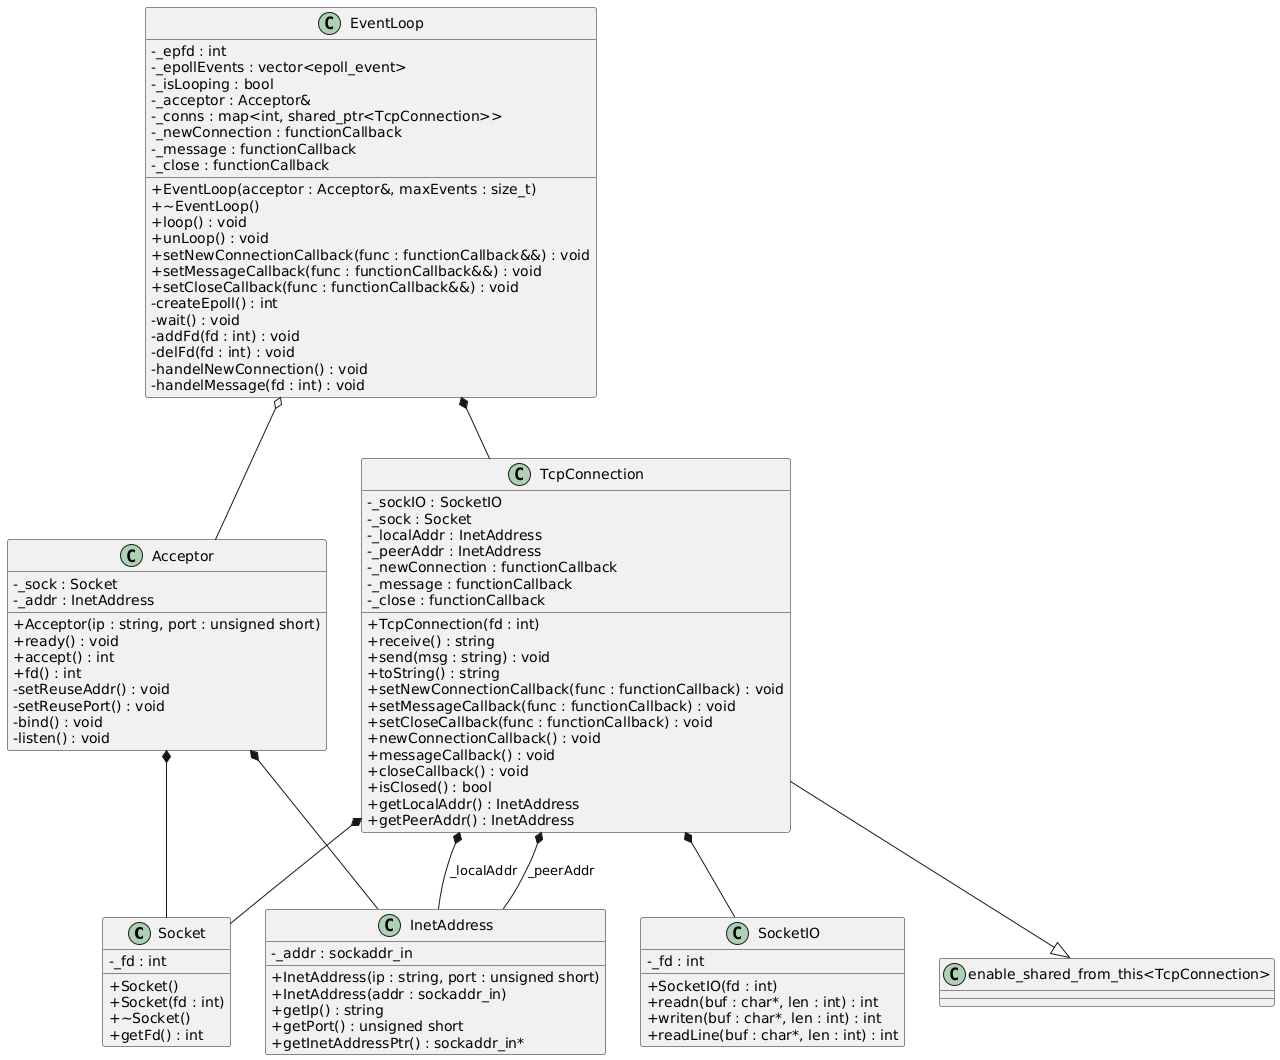 C EventLoop
-_epfd : int
-_epollEvents : vector<epoll_event>
-_isLooping : bool
-_acceptor : Acceptor&
-_conns : map<int, shared_ptr<TcpConnection>>
-_newConnection : functionCallback
-_message : functionCallback
-_close : functionCallback
+EventLoop(acceptor : Acceptor&, maxEvents : size_t)
+~EventLoop()
+loop() : void
+unLoop() : void
+setNewConnectionCallback(func : functionCallback&&) : void
+setMessageCallback(func : functionCallback&&) : void
+setCloseCallback(func : functionCallback&&) : void
-createEpoll() : int
-wait() : void
-addFd(fd : int) : void
-delFd(fd : int) : void
-handelNewConnection() : void
-handelMessage(fd : int) : void
C TcpConnection
-_sockIO : SocketIO
-_sock : Socket
-_localAddr : InetAddress
-_peerAddr : InetAddress
-_newConnection : functionCallback
-_message : functionCallback
-_close : functionCallback
+TcpConnection(fd : int)
+receive() : string
+send(msg : string) : void
+toString() : string
+setNewConnectionCallback(func : functionCallback) : void
+setMessageCallback(func : functionCallback) : void
+setCloseCallback(func : functionCallback) : void
+newConnectionCallback() : void
+messageCallback() : void
+closeCallback() : void
+isClosed() : bool
+getLocalAddr() : InetAddress
+getPeerAddr() : InetAddress
C Acceptor
-_sock : Socket
-_addr : InetAddress
+Acceptor(ip : string, port : unsigned short)
+ready() : void
+accept() : int
+fd() : int
-setReuseAddr() : void
-setReusePort() : void
-bind() : void
-listen() : void
_localAddr
_peerAddr
C Socket
-_fd : int
+Socket()
+Socket(fd : int)
+~Socket()
+getFd() : int
C InetAddress
-_addr : sockaddr_in
+InetAddress(ip : string, port : unsigned short)
+InetAddress(addr : sockaddr_in)
+getIp() : string
+getPort() : unsigned short
+getInetAddressPtr() : sockaddr_in*
C SocketIO
-_fd : int
+SocketIO(fd : int)
+readn(buf : char*, len : int) : int
+writen(buf : char*, len : int) : int
+readLine(buf : char*, len : int) : int
C enable_shared_from_this<TcpConnection>